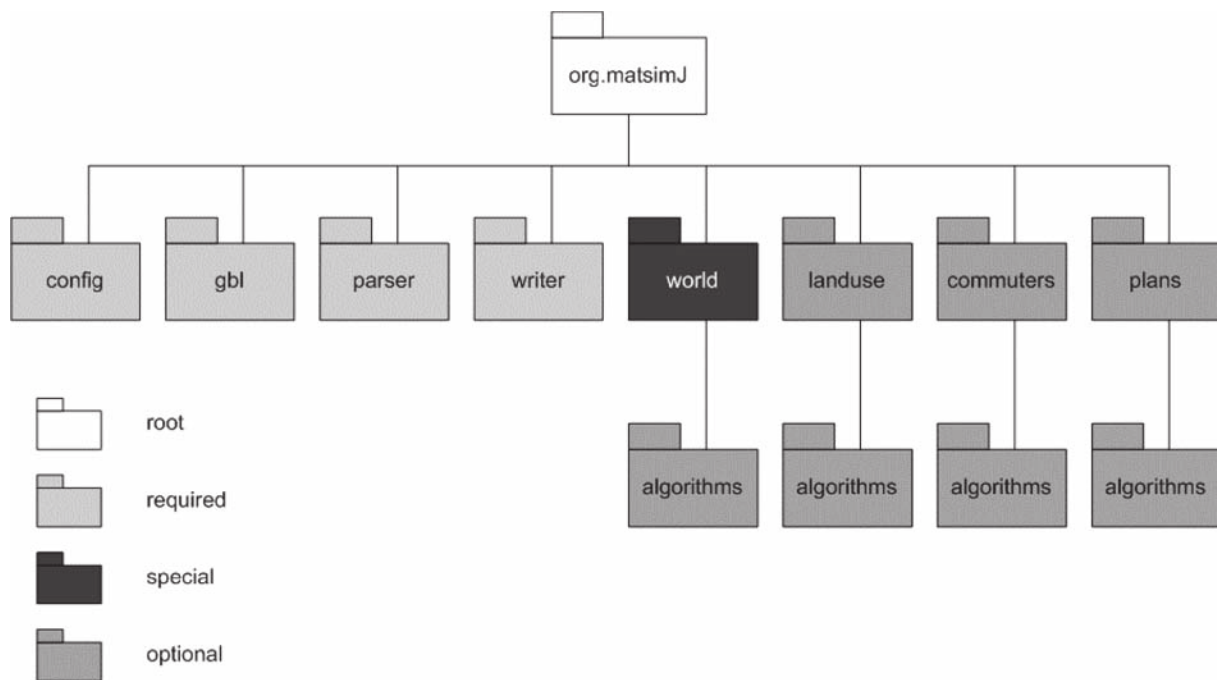 org.matsimJ
config gbl parser writer world landuse commuters plans
algorithms algorithms algorithms algorithms
root
required
special
optional